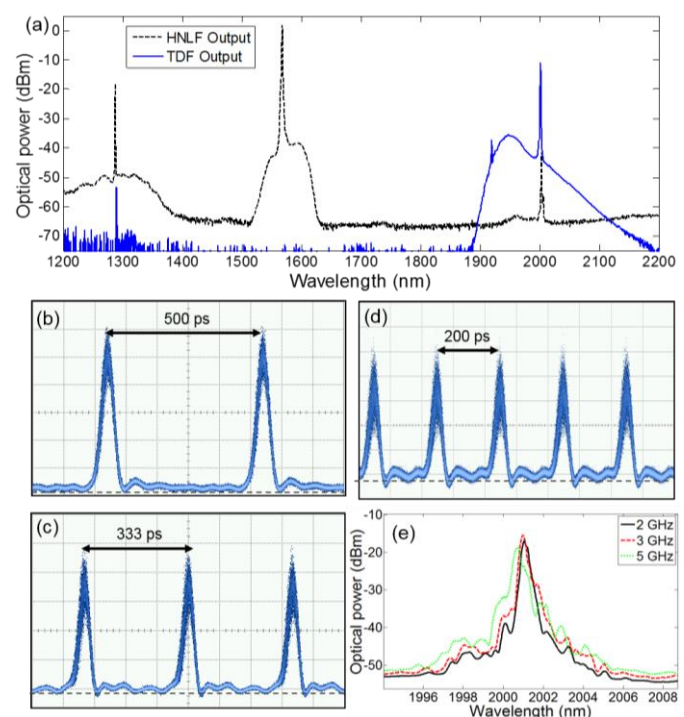 (a)
HNLF Output
TDF Output
Optical power (dBm)
0
-10
-20
-30
-40
-50
-60
-70
1200 1300 1400 1500 1600 1700 1800 1900 2000 2100 2200
Wavelength (nm)
(b)
500 ps
(d)
200 ps
(c)
333 ps
(e)
2 GHz
3 GHz
5 GHz
Optical power (dBm)
-10
-20
-30
-40
-50
1996 1998 2000 2002 2004 2006 2008
Wavelength (nm)